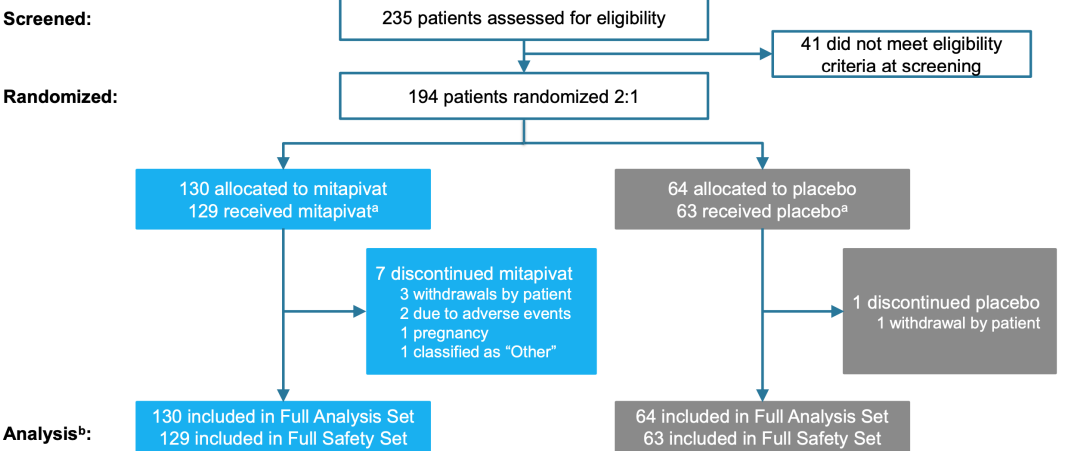 Screened:
235 patients assessed for eligibility
41 did not meet eligibility
criteria at screening
Randomized:
194 patients randomized 2:1
130 allocated to mitapivat
129 received mitapivatᵃ
64 allocated to placebo
63 received placeboᵃ
7 discontinued mitapivat
3 withdrawals by patient
2 due to adverse events
1 pregnancy
1 classified as “Other”
1 discontinued placebo
1 withdrawal by patient
Analysisᵇ:
130 included in Full Analysis Set
129 included in Full Safety Set
64 included in Full Analysis Set
63 included in Full Safety Set